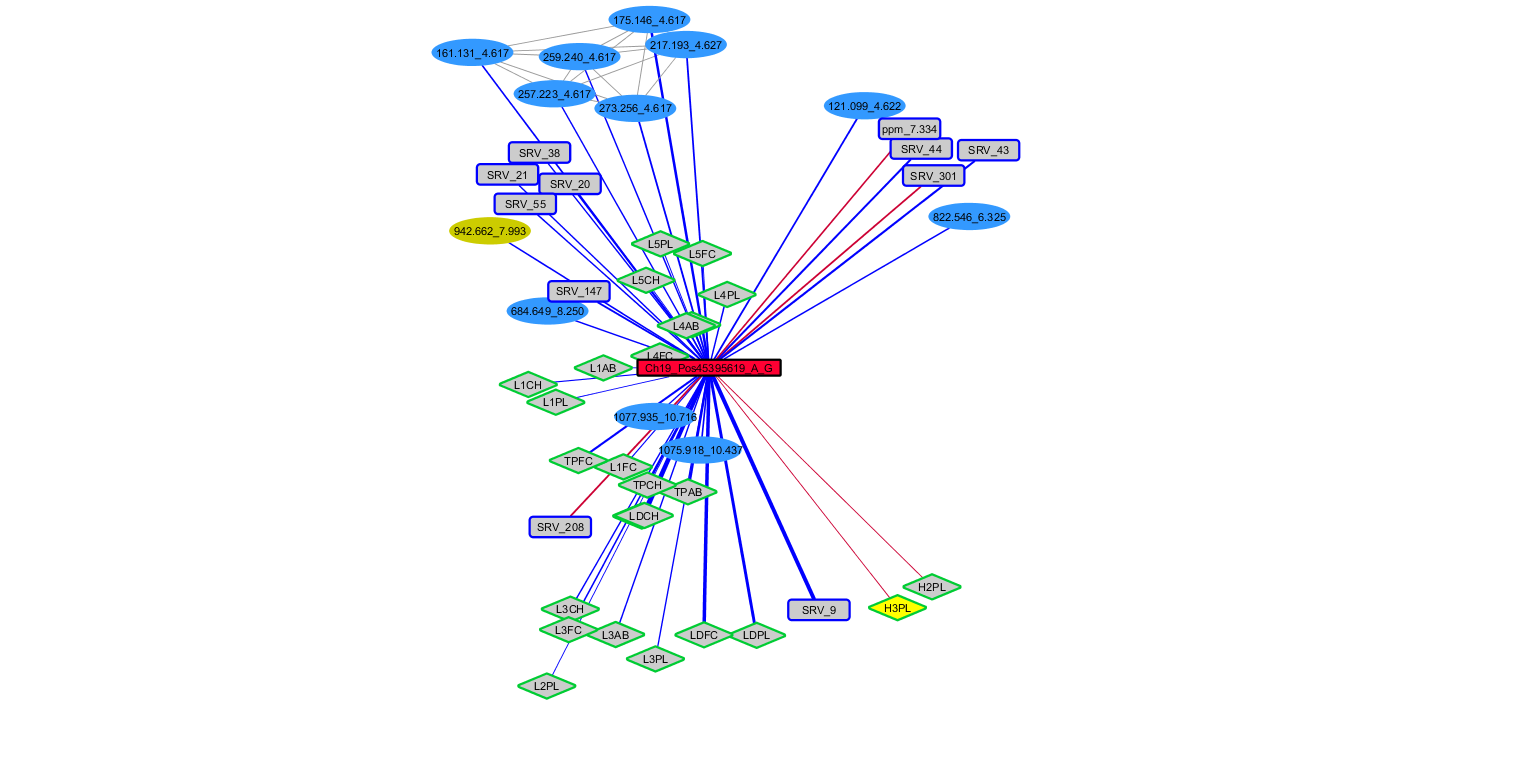 175.146_4.617
217.193_4.627
161.131_4.617
259.240_4.617
257.223_4.617
273.256_4.617
121.099_4.622
ppm_7.334
SRV_44
SRV_43
SRV_38
SRV_21
SRV_20
SRV_301
SRV_55
822.546_6.325
942.662_7.993
L5PL
L5FC
L5CH
SRV_147
L4PL
684.649_8.250
L4AB
L4FC
L1AB
Ch19_Pos45395619_A_G
L1CH
L1PL
1077.935_10.716
1075.918_10.437
TPFC
L1FC
TPCH
TPAB
LDCH
SRV_208
H2PL
L3CH
H3PL
SRV_9
L3FC
L3AB
LDFC
LDPL
L3PL
L2PL